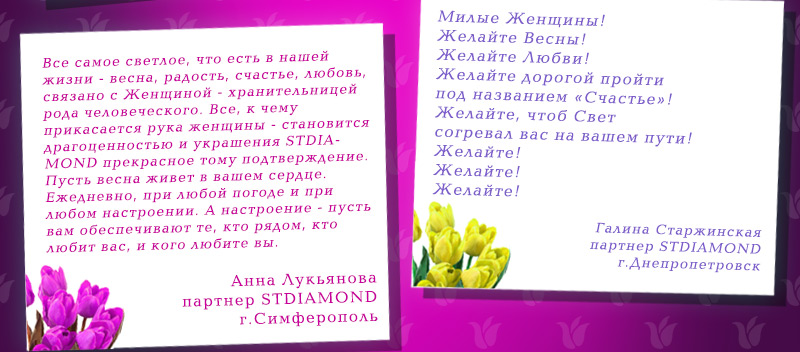 Все самое светлое, что есть в нашей
жизни - весна, радость, счастье, любовь,
связано с Женщиной - хранительницей
рода человеческого. Все, к чему
прикасается рука женщины - становится
драгоценностью и украшения STDIA-
MOND прекрасное тому подтверждение.
Пусть весна живет в вашем сердце.
Ежедневно, при любой погоде и при
любом настроении. А настроение - пусть
вам обеспечивают те, кто рядом, кто
любит вас, и кого любите вы.
Анна Лукьянова
партнер STDIAMOND
г.Симферополь
Милые Женщины!
Желайте Весны!
Желайте Любви!
Желайте дорогой пройти
под названием «Счастье»!
Желайте, чтоб Свет
согревал вас на вашем пути!
Желайте!
Желайте!
Желайте!
Галина Старжинская
партнер STDIAMOND
г.Днепропетровск